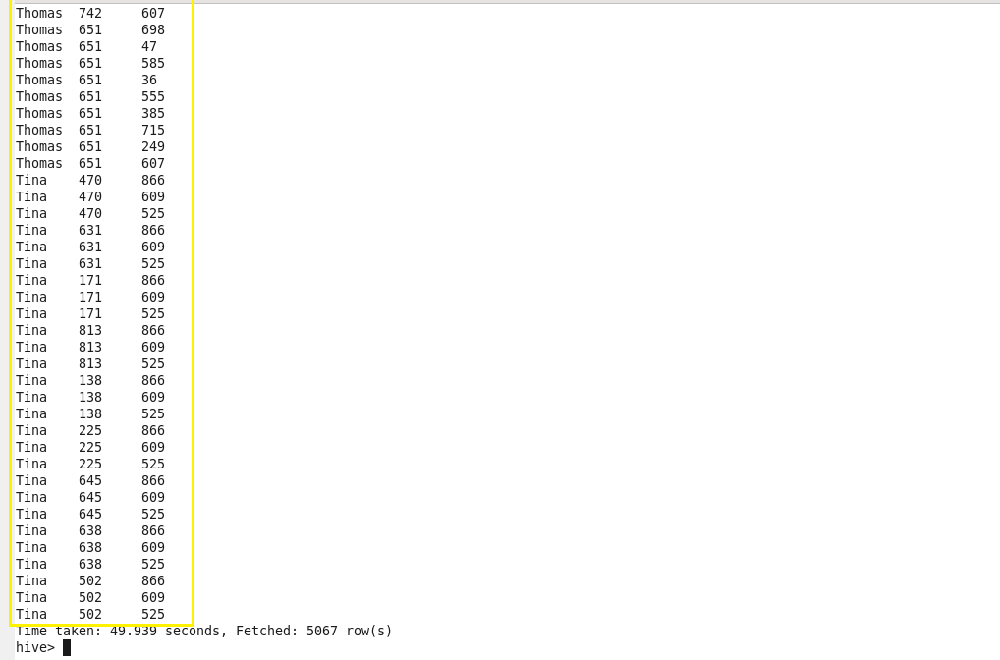 Thomas  742     607
Thomas  651     698
Thomas  651     47
Thomas  651     585
Thomas  651     36
Thomas  651     555
Thomas  651     385
Thomas  651     715
Thomas  651     249
Thomas  651     607
Tina    470     866
Tina    470     609
Tina    470     525
Tina    631     866
Tina    631     609
Tina    631     525
Tina    171     866
Tina    171     609
Tina    171     525
Tina    813     866
Tina    813     609
Tina    813     525
Tina    138     866
Tina    138     609
Tina    138     525
Tina    225     866
Tina    225     609
Tina    225     525
Tina    645     866
Tina    645     609
Tina    645     525
Tina    638     866
Tina    638     609
Tina    638     525
Tina    502     866
Tina    502     609
Tina    502     525
Time taken: 49.939 seconds, Fetched: 5067 row(s)
hive>